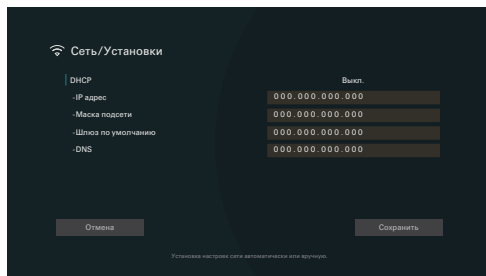 Сеть/Установки
DHCP Выкл.
-IP адрес 000.000.000.000
-Маска подсети 000.000.000.000
-Шлюз по умолчанию 000.000.000.000
-DNS 000.000.000.000
Отмена Сохранить
Установка настроек сети автоматически или вручную.